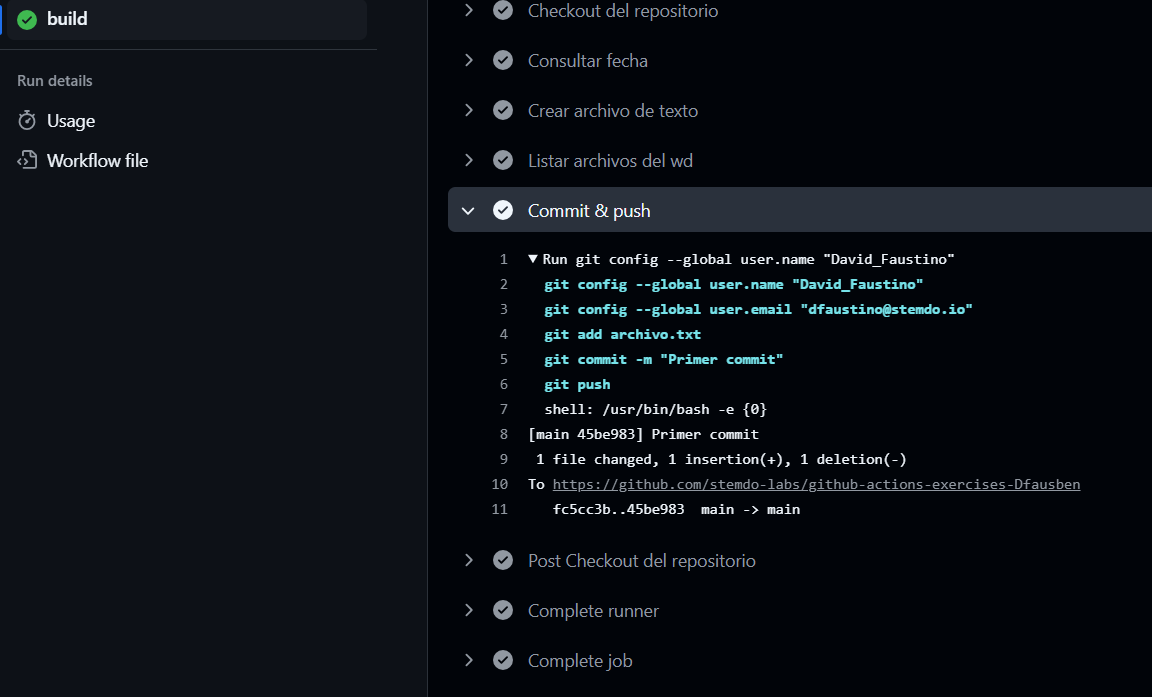 build
Run details
Usage
Workflow file
Checkout del repositorio
Consultar fecha
Crear archivo de texto
Listar archivos del wd
Commit & push
1 ▼ Run git config --global user.name "David_Faustino"
2 git config --global user.name "David_Faustino"
3 git config --global user.email "dfaustino@stemdo.io"
4 git add archivo.txt
5 git commit -m "Primer commit"
6 git push
7 shell: /usr/bin/bash -e {0}
8 [main 45be983] Primer commit
9 1 file changed, 1 insertion(+), 1 deletion(-)
10 To https://github.com/stemdo-labs/github-actions-exercises-Dfausben
11 fc5cc3b..45be983 main -> main
Post Checkout del repositorio
Complete runner
Complete job